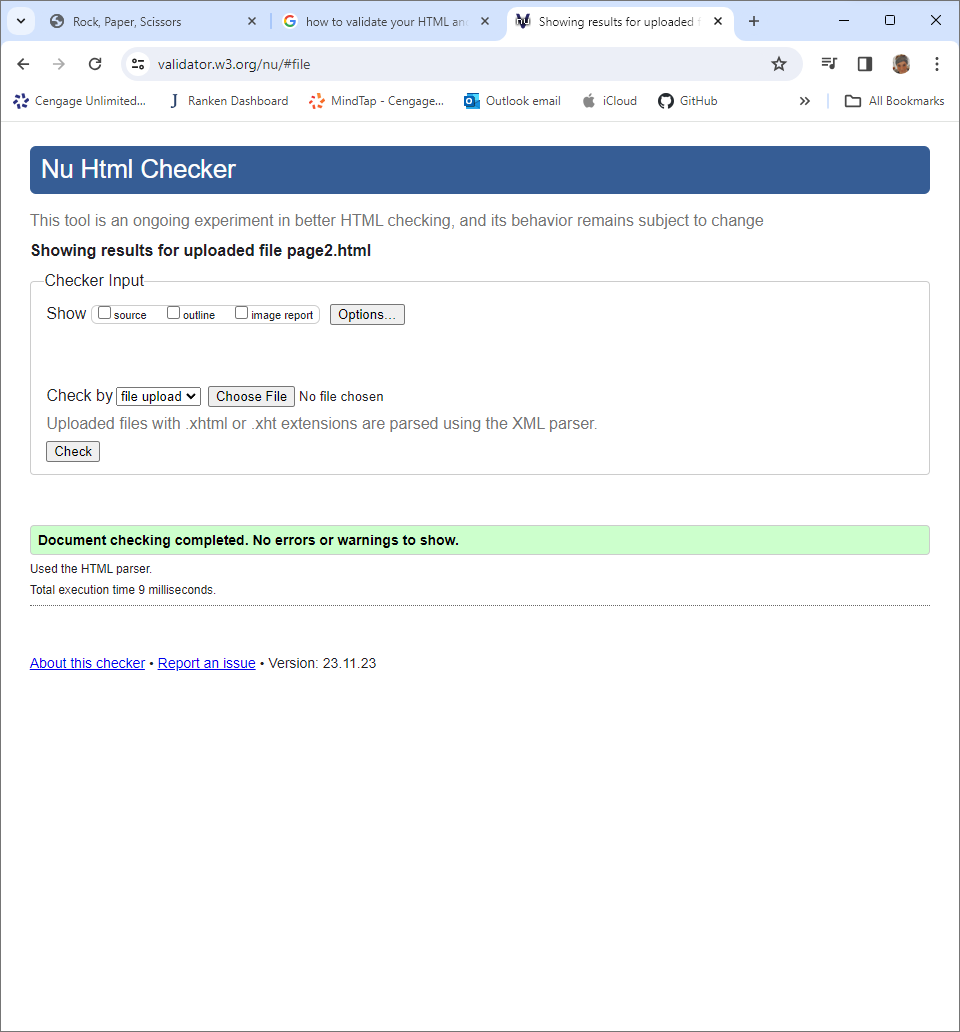 Rock, Paper, Scissors
how to validate your HTML an
Showing results for uploaded f
validator.w3.org/nu/#file
Cengage Unlimited... J Ranken Dashboard MindTap - Cengage... Outlook email iCloud GitHub » All Bookmarks
Nu Html Checker
This tool is an ongoing experiment in better HTML checking, and its behavior remains subject to change
Showing results for uploaded file page2.html
Checker Input
Show source outline image report Options...
Check by file upload Choose File No file chosen
Uploaded files with .xhtml or .xht extensions are parsed using the XML parser.
Check
Document checking completed. No errors or warnings to show.
Used the HTML parser.
Total execution time 9 milliseconds.
About this checker • Report an issue • Version: 23.11.23